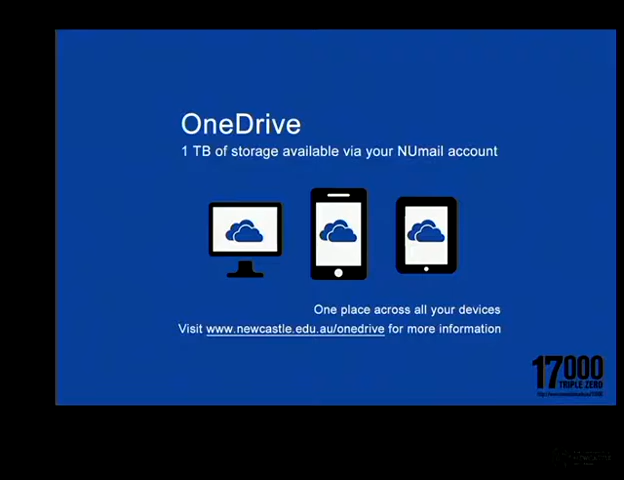 OneDrive
1 TB of storage available via your NUmail account
One place across all your devices
Visit www.newcastle.edu.au/onedrive for more information
17000
TRIPLE ZERO